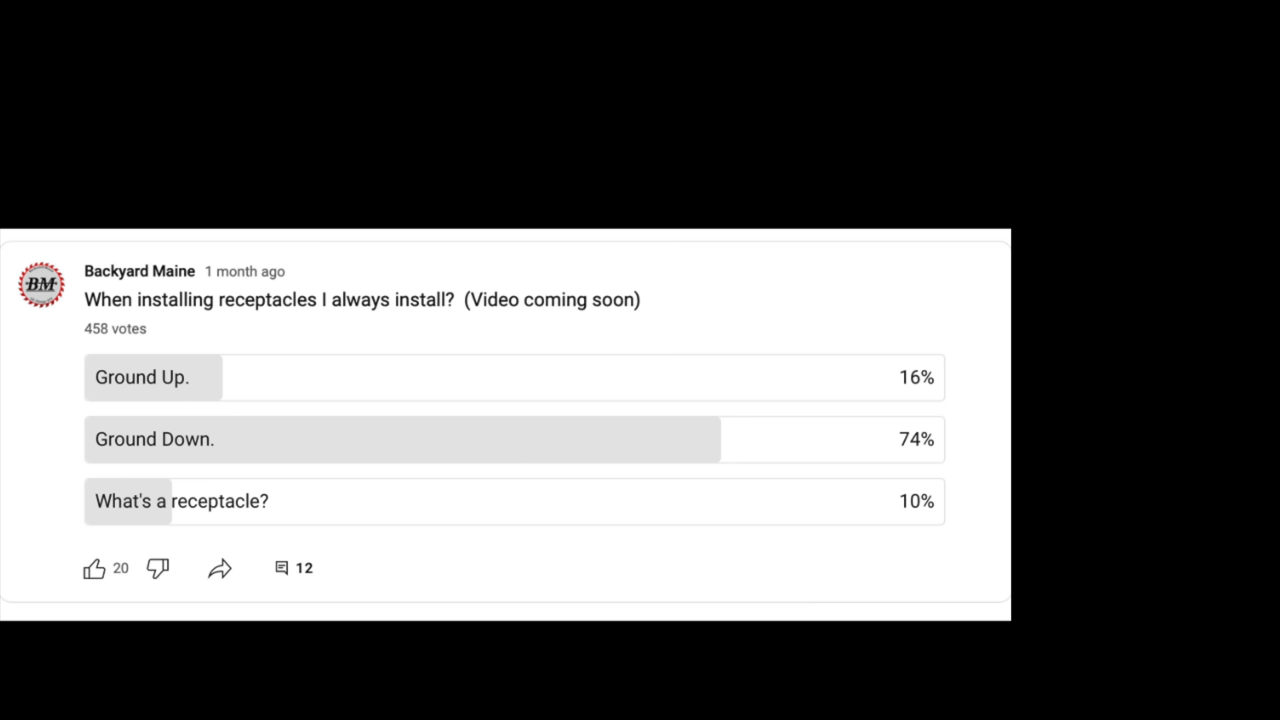 BM
Backyard Maine 1 month ago
When installing receptacles I always install? (Video coming soon)
458 votes
Ground Up. 16%
Ground Down. 74%
What's a receptacle? 10%
20 12